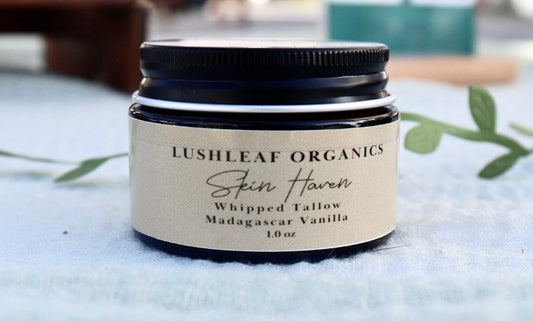 LUSHLEAF ORGANICS
Skin Haven
Whipped Tallow
Madagascar Vanilla
1.0 oz